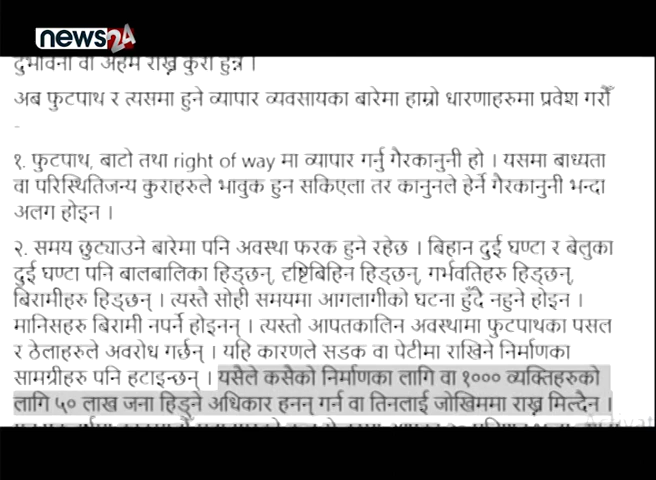 news24
दुर्भावना वा अहम राख्न कुरा हुन्न ।
अब फुटपाथ र त्यसमा हुने व्यापार व्यवसायका बारेमा हाम्रो धारणाहरुमा प्रवेश गरौँ
-
१. फुटपाथ, बाटो तथा right of way मा व्यापार गर्नु गैरकानुनी हो । यसमा बाध्यता
वा परिस्थितिजन्य कुराहरुले भावुक हुन सकिएला तर कानुनले हेर्ने गैरकानुनी भन्दा
अलग होइन ।
२. समय छुट्याउने बारेमा पनि अवस्था फरक हुने रहेछ । बिहान दुई घण्टा र बेलुका
दुई घण्टा पनि बालबालिका हिड्छन्, दृष्टिबिहिन हिड्छन्, गर्भवतिहरु हिड्छन्,
बिरामीहरु हिड्छन् । त्यस्तै सोही समयमा आगलागीको घटना हुँदै नहुने होइन ।
मानिसहरु बिरामी नपर्ने होइनन् । त्यस्तो आपतकालिन अवस्थामा फुटपाथका पसल
र ठेलाहरुले अवरोध गर्छन् । यहि कारणले सडक वा पेटीमा राखिने निर्माणका
सामग्रीहरु पनि हटाइन्छन् । यसैले कसैको निर्माणका लागि वा १००० व्यक्तिहरुको
लागि ५० लाख जना हिड्ने अधिकार हनन् गर्न वा तिनलाई जोखिममा राख्न मिल्दैन ।